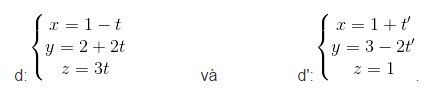 d: { x = 1 − t
y = 2 + 2t
z = 3t
và
d': { x = 1 + t'
y = 3 − 2t'
z = 1 .